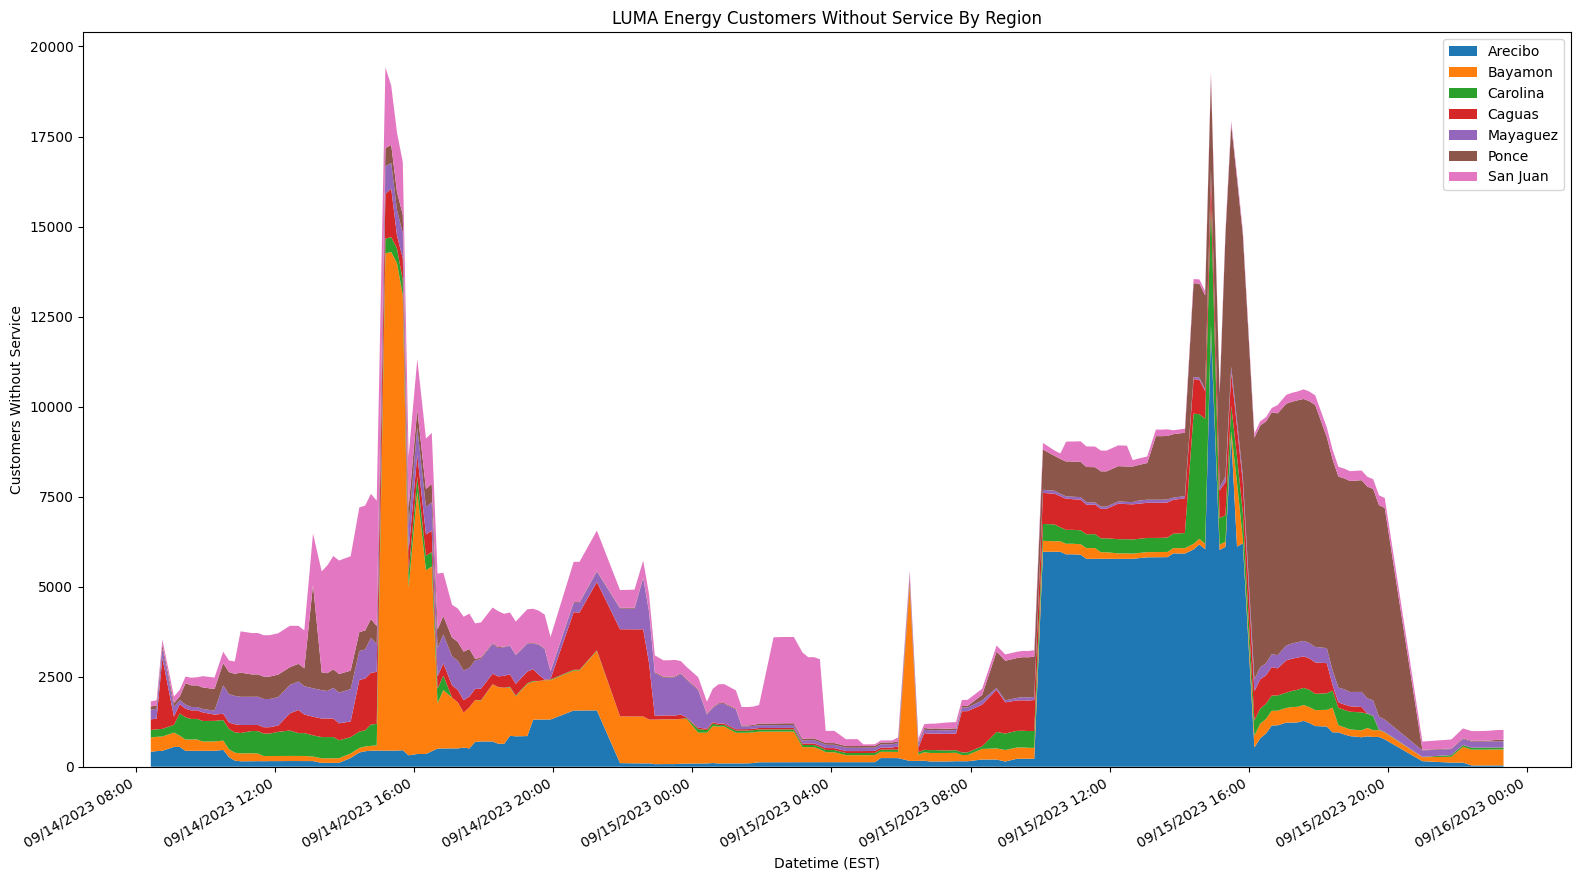 LUMA Energy Customers Without Service By Region
20000
17500
15000
12500
10000
7500
5000
2500
0
Customers Without Service
Arecibo
Bayamon
Carolina
Caguas
Mayaguez
Ponce
San Juan
09/14/2023 08:00
09/14/2023 12:00
09/14/2023 16:00
09/14/2023 20:00
09/15/2023 00:00
09/15/2023 04:00
09/15/2023 08:00
09/15/2023 12:00
09/15/2023 16:00
09/15/2023 20:00
09/16/2023 00:00
Datetime (EST)